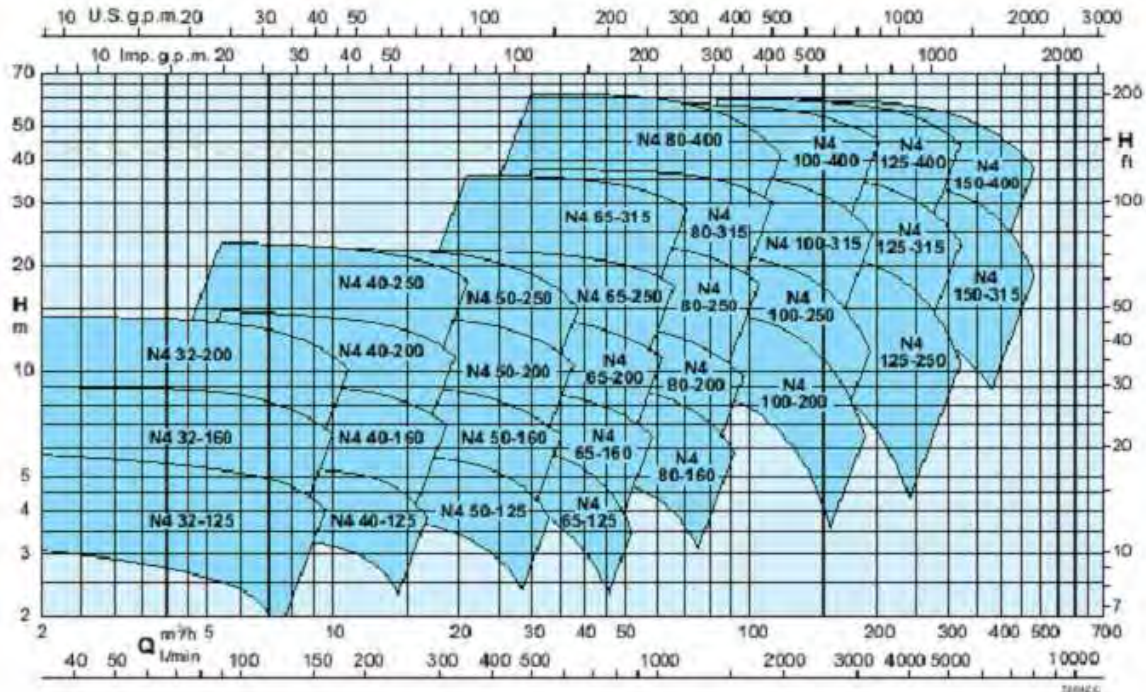 10 U.S. g.p.m. 20 30 40 50 100 200 300 400 500 1000 2000 3000
10 Imp. g.p.m. 20 30 40 50 100 200 300 400 500 1000 2000
70
200
50
N4 80-400
N4
100-400
N4
125-400
H
ft
40
N4
150-400
30
N4 65-315
N4
80-315
N4 100-315
N4
125-315
100
20
N4 40-250
N4 50-250
N4 65-250
N4
80-250
N4
100-250
N4
150-315
H
m
50
N4 32-200
N4 40-200
N4 50-200
N4
65-200
N4
80-200
N4
100-200
N4
125-250
40
10
30
N4 32-160
N4 40-160
N4 50-160
N4
65-160
N4
80-160
20
5
4
N4 32-125
N4 40-125
N4 50-125
N4
65-125
3
10
2
7
2 Q m³/h 5 10 20 30 40 50 100 200 300 400 500 700
40 50 l/min 100 150 200 300 400 500 1000 2000 3000 4000 5000 10000